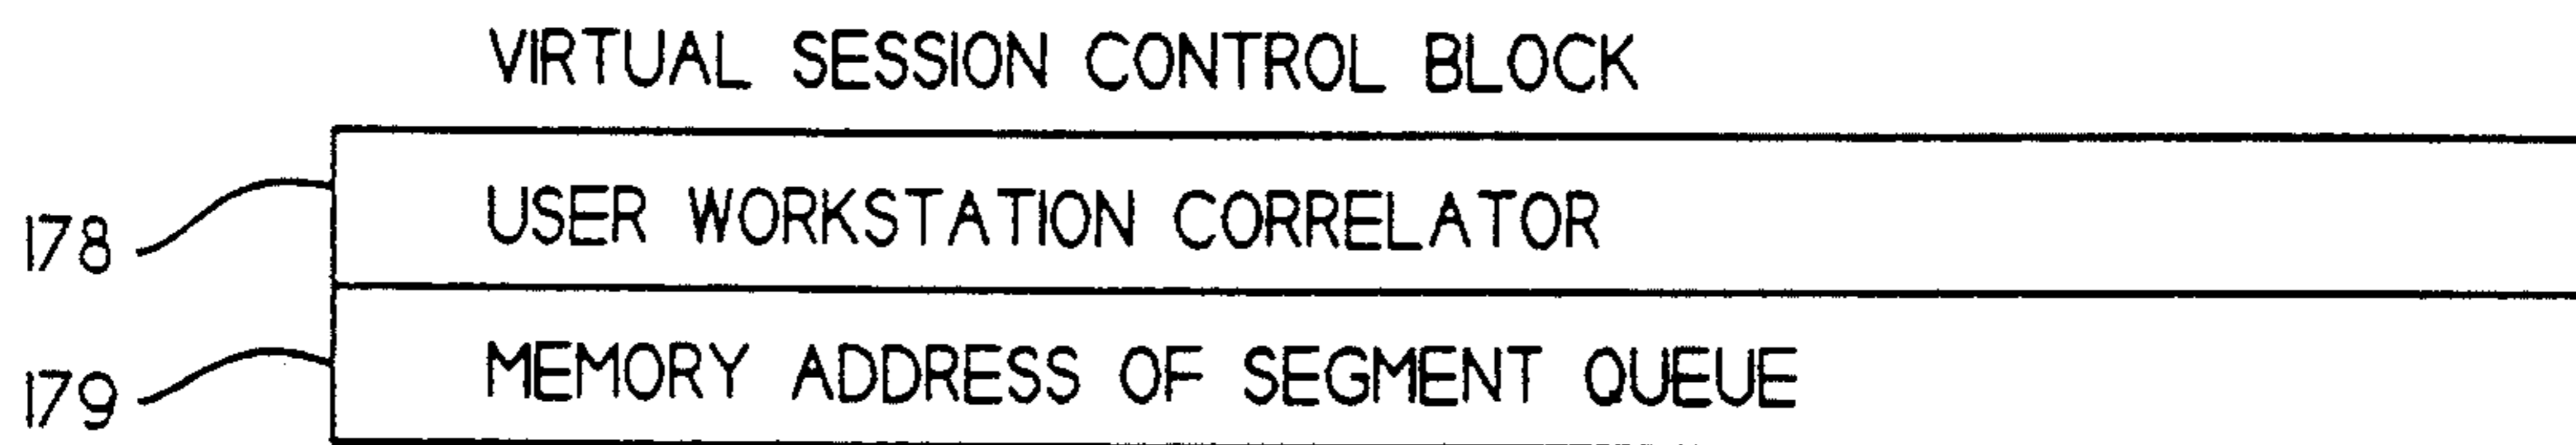 VIRTUAL SESSION CONTROL BLOCK
178 USER WORKSTATION CORRELATOR
179 MEMORY ADDRESS OF SEGMENT QUEUE